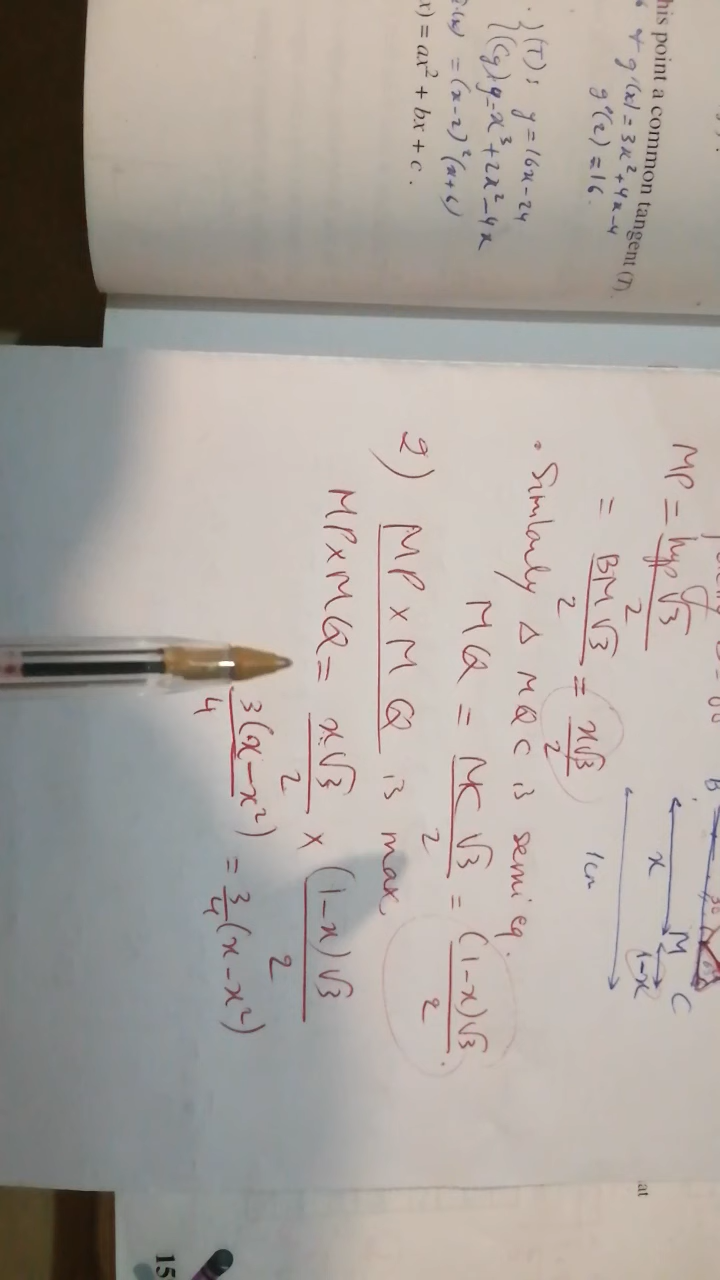 his point a common tangent (T).
g'(x) = 3x² + 4x - 4
g'(2) = 16.
(T): y = 16x - 24
(Cg) y = x³ + 2x² - 4x
= (x-2)²(x+6)
x) = ax² + bx + c .
MP = hyp√3/2
= BM√3/2 = x√3/2
B
x
M
1-x
C
1cm
at
• Similarly Δ MQC is semi eq.
MQ = MC√3/2 = (1-x)√3/2 .
2) MP × MQ is max.
MP×MQ = x√3/2 × (1-x)√3/2
3(x-x²)/4 = 3/4(x-x²)
15